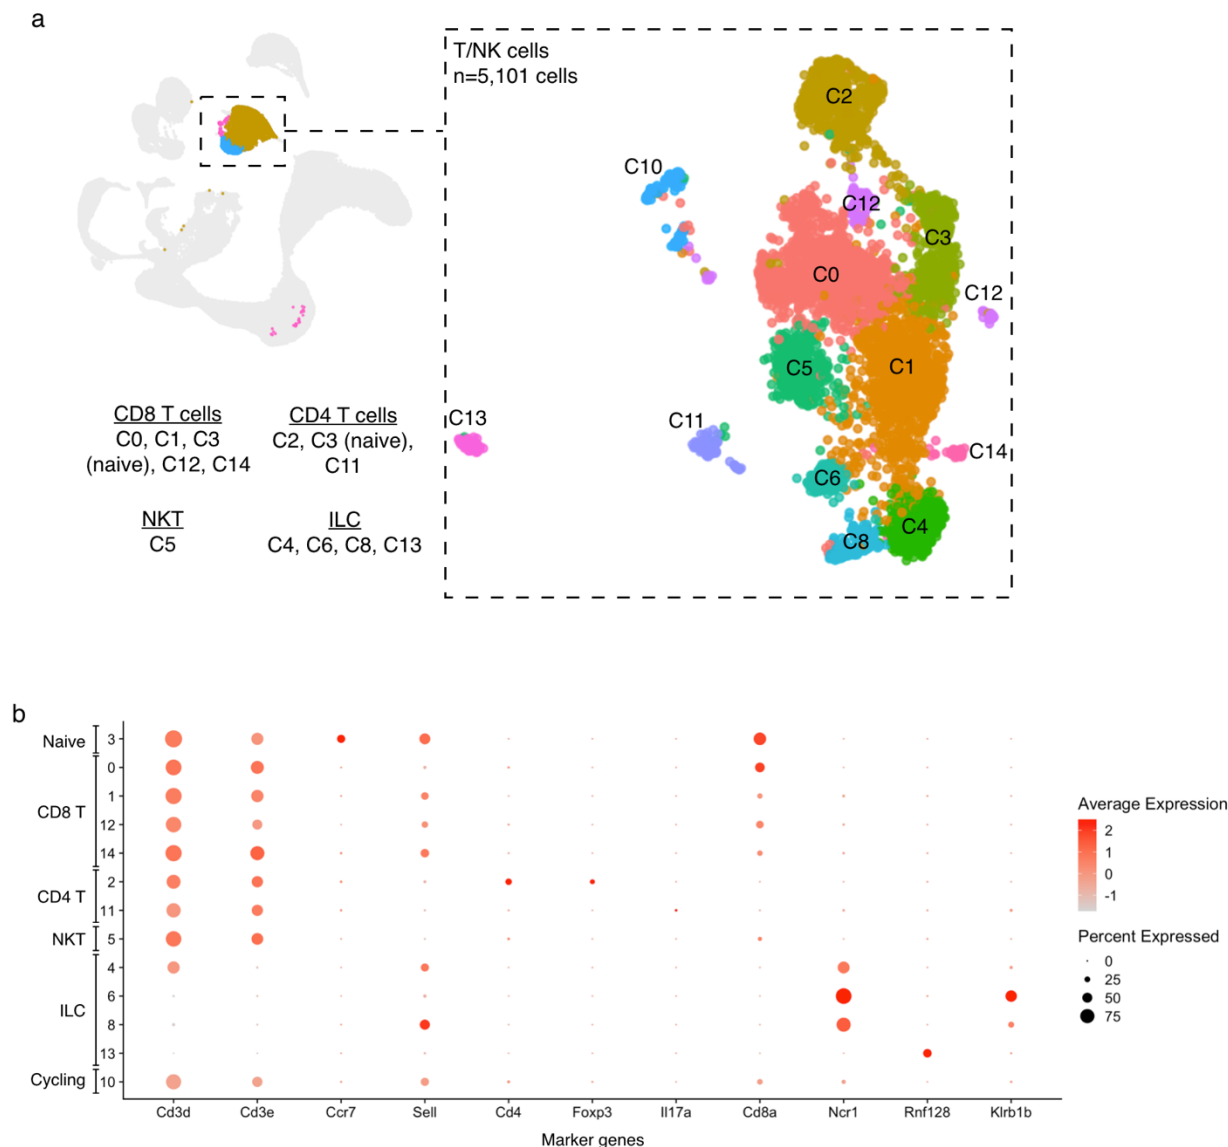 a
T/NK cells
n=5,101 cells
C2
C10
C12
C3
C0
C12
C5
C1
C13
C11
C14
C6
C4
C8
CD8 T cells
C0, C1, C3
(naive), C12, C14
CD4 T cells
C2, C3 (naive),
C11
NKT
C5
ILC
C4, C6, C8, C13
b
Naive
3
CD8 T
0
1
12
14
CD4 T
2
11
NKT
5
ILC
4
6
8
13
Cycling
10
Cd3d Cd3e Ccr7 Sell Cd4 Foxp3 Il17a Cd8a Ncr1 Rnf128 Klrb1b
Marker genes
Average Expression
2
1
0
-1
Percent Expressed
0
25
50
75